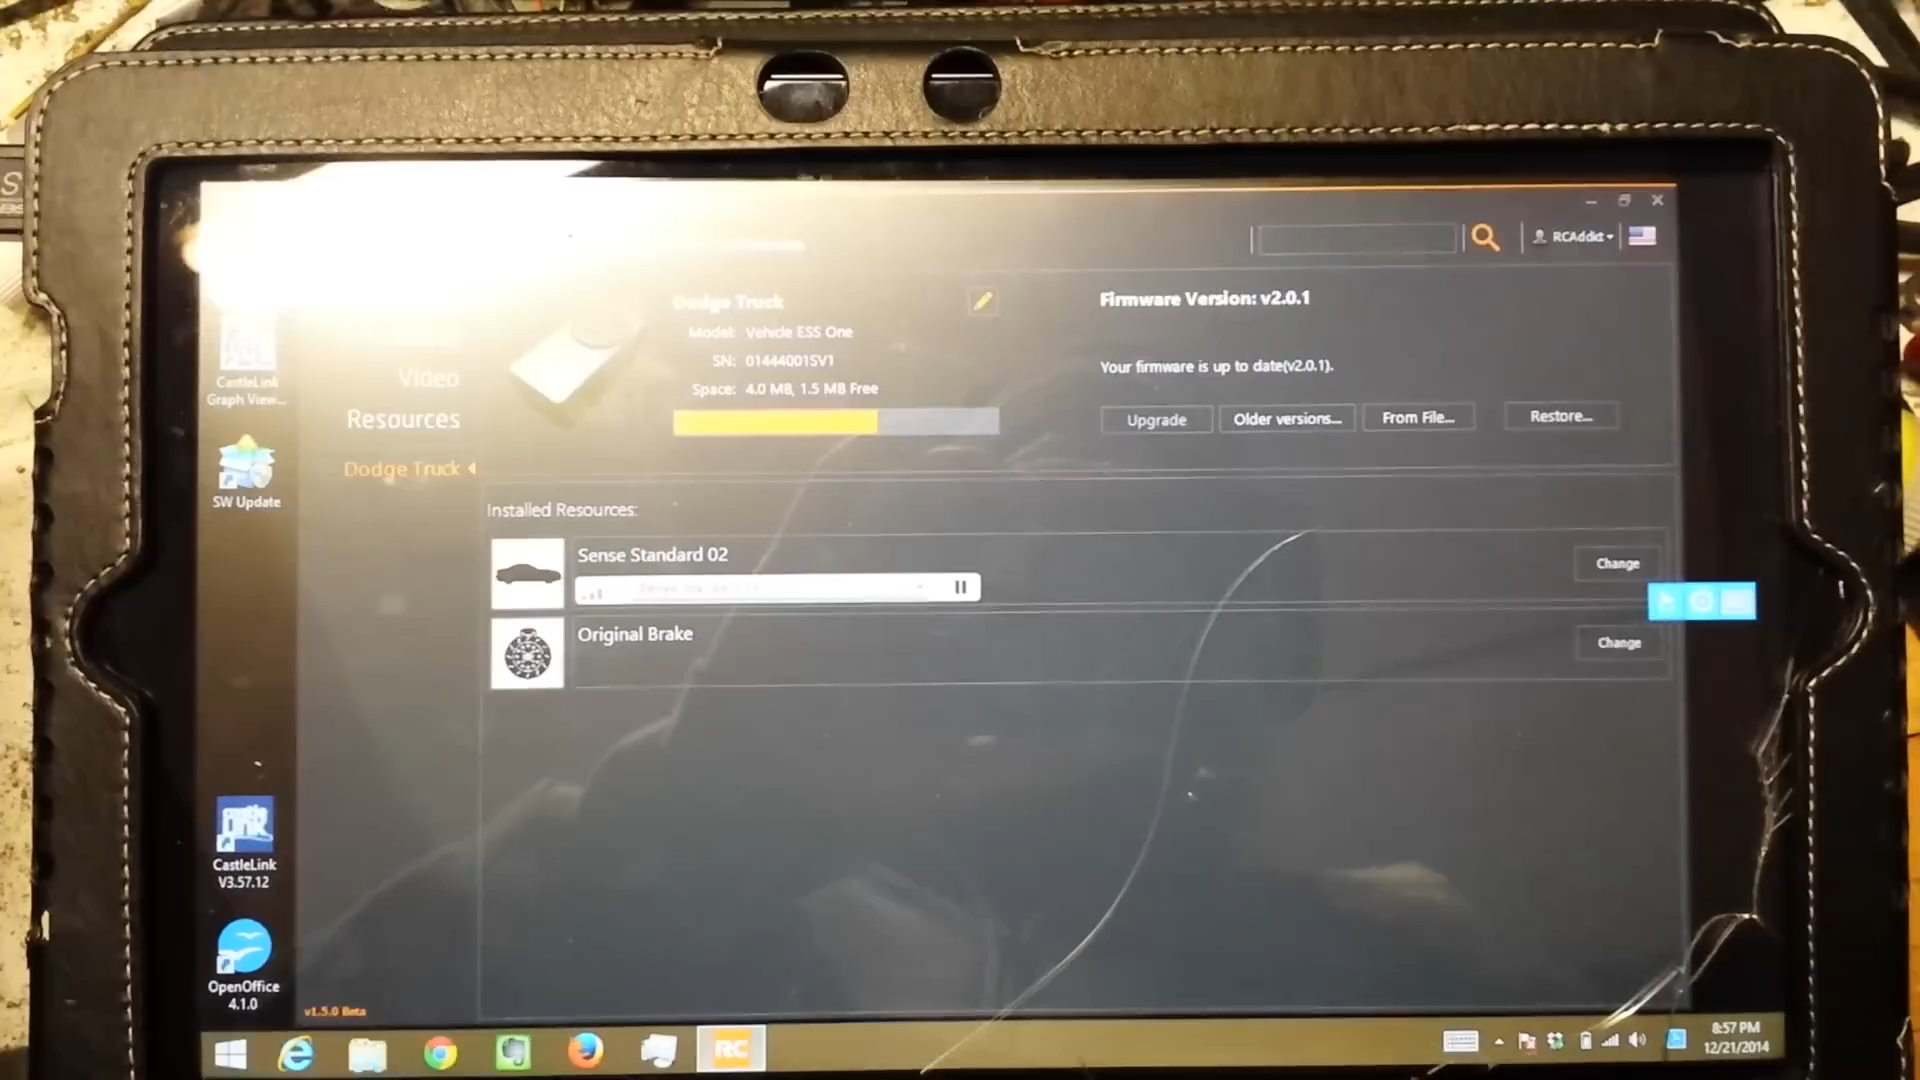 RCAddict
Dodge Truck
Model: Vehicle ESS One
SN: 01444001SV1
Space: 4.0 MB, 1.5 MB Free
Firmware Version: v2.0.1
Your firmware is up to date(v2.0.1).
Upgrade
Older versions...
From File...
Restore...
CastleLink
Graph View...
SW Update
CastleLink
V3.57.12
OpenOffice
4.1.0
Video
Resources
Dodge Truck
Installed Resources:
Sense Standard 02
Change
Original Brake
Change
v1.5.0 Beta
RC
8:57 PM
12/21/2014